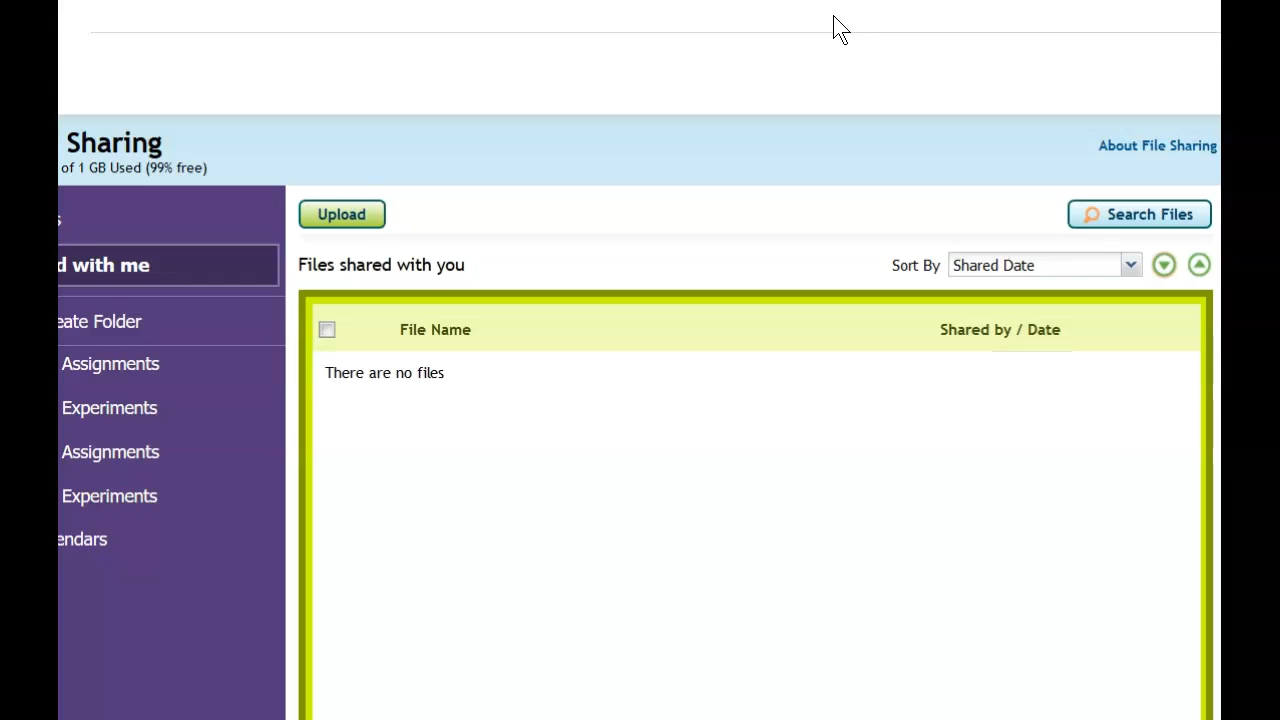 Sharing
of 1 GB Used (99% free)
About File Sharing
s
Upload
Search Files
d with me
Files shared with you
Sort By
Shared Date
eate Folder
File Name
Shared by / Date
Assignments
There are no files
Experiments
Assignments
Experiments
endars